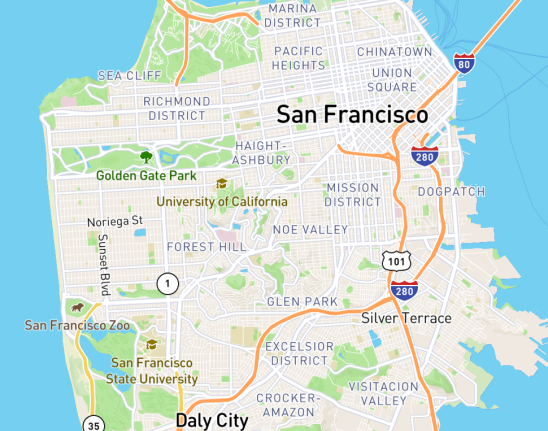 MARINA
DISTRICT
PACIFIC
HEIGHTS
CHINATOWN
80
SEA CLIFF
UNION
SQUARE
RICHMOND
DISTRICT
San Francisco
HAIGHT-
ASHBURY
280
Golden Gate Park
University of California
MISSION
DISTRICT
DOGPATCH
Noriega St
Sunset Blvd
NOE VALLEY
FOREST HILL
101
1
280
GLEN PARK
San Francisco Zoo
Silver Terrace
EXCELSIOR
DISTRICT
San Francisco
State University
VISITACION
VALLEY
CROCKER-
AMAZON
Daly City
35